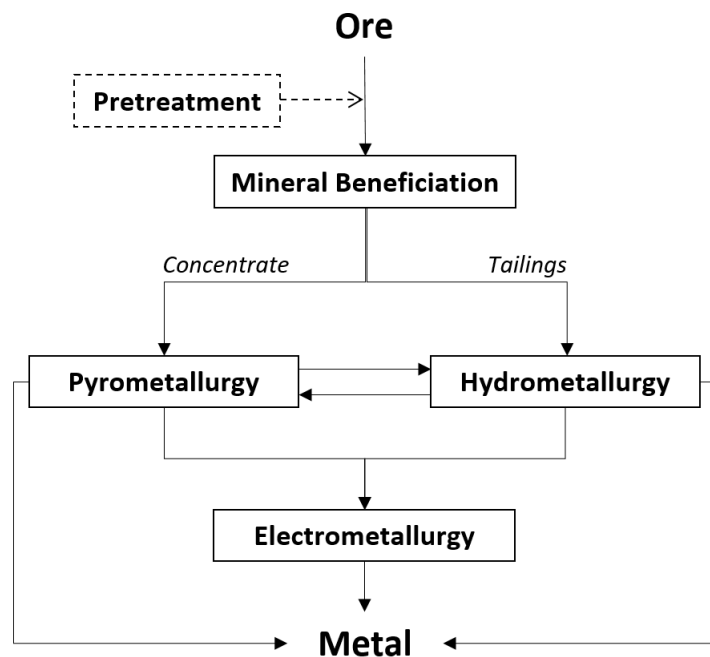 Ore
Pretreatment
Mineral Beneficiation
Concentrate
Tailings
Pyrometallurgy
Hydrometallurgy
Electrometallurgy
Metal